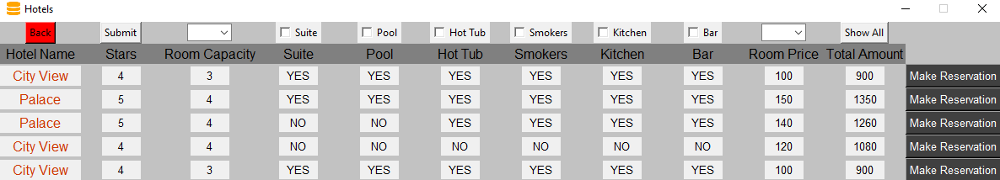 Hotels
Back Submit Suite Pool Hot Tub Smokers Kitchen Bar Show All
Hotel Name Stars Room Capacity Suite Pool Hot Tub Smokers Kitchen Bar Room Price Total Amount
City View 4 3 YES YES YES YES YES YES 100 900 Make Reservation
Palace 5 4 YES YES YES YES YES YES 150 1350 Make Reservation
Palace 5 4 NO NO YES YES YES YES 140 1260 Make Reservation
City View 4 4 NO NO NO NO NO NO 120 1080 Make Reservation
City View 4 3 YES YES YES YES YES YES 100 900 Make Reservation